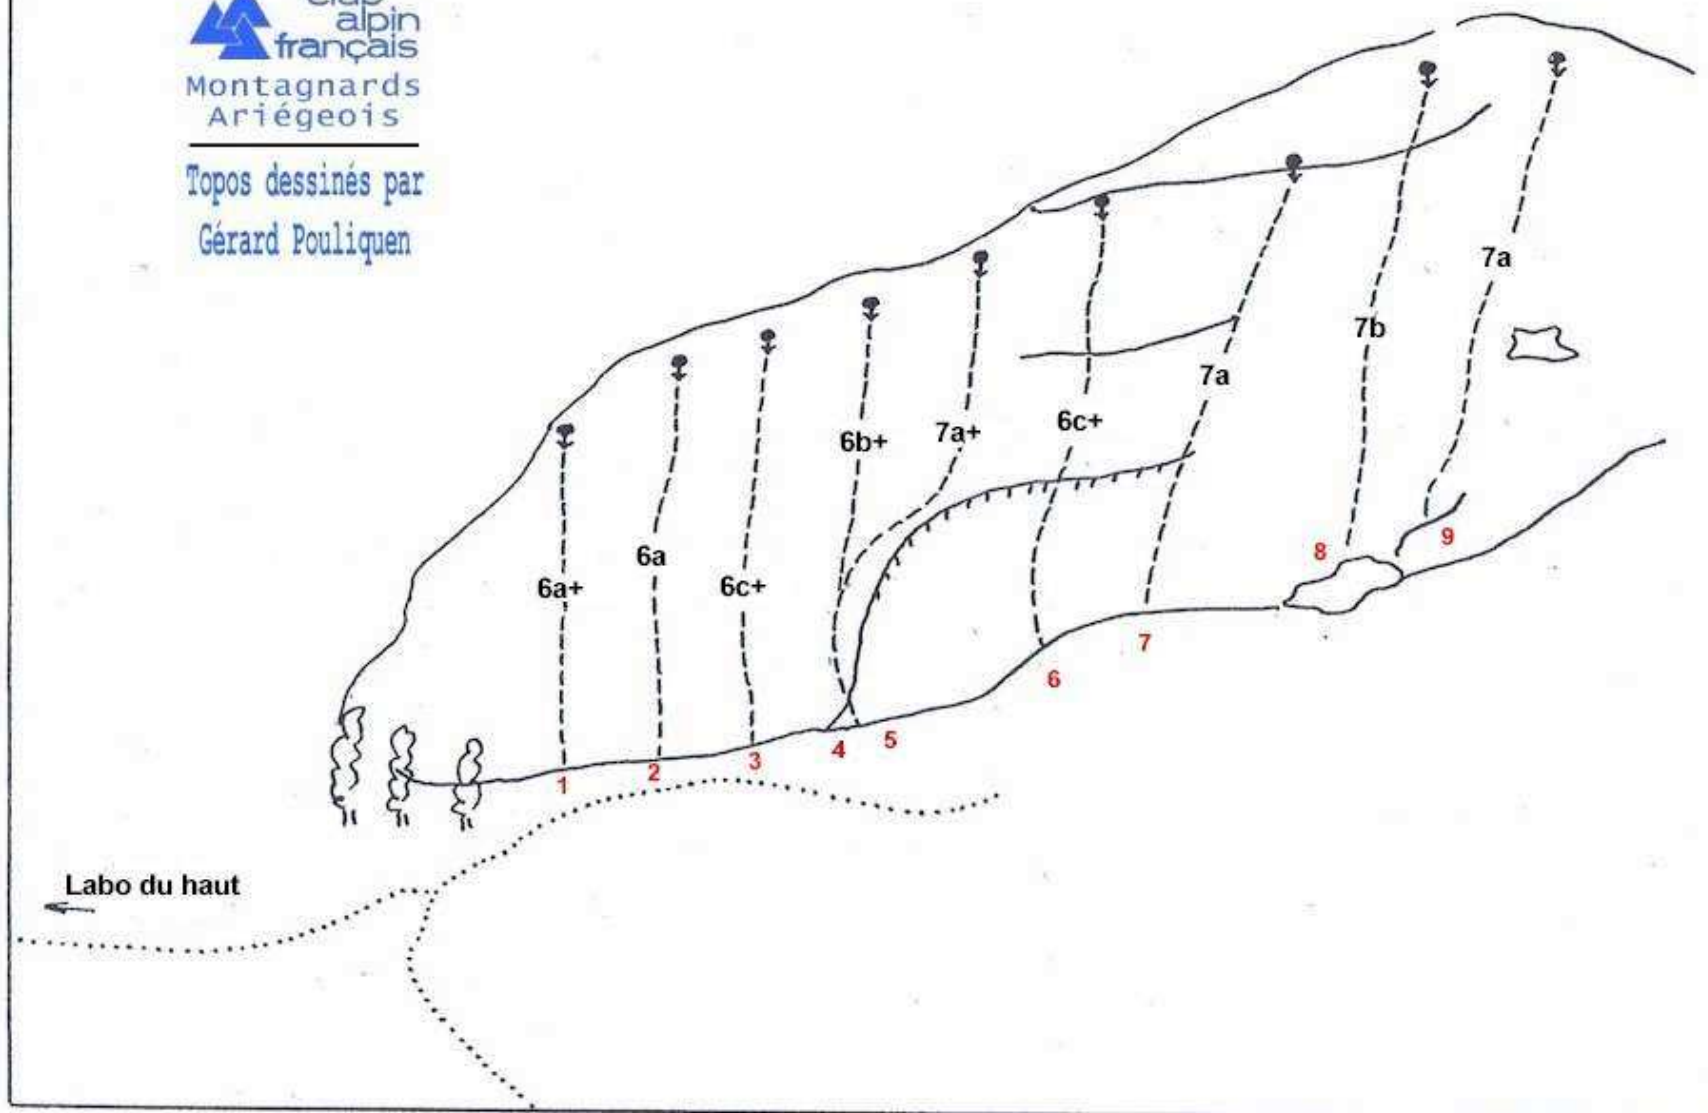 club
alpin
français
Montagnards
Ariégeois
Topos dessinés par
Gérard Pouliquen
7a
7b
7a
6c+
7a+
6b+
6a
6a+
6c+
8
9
7
6
5
4
3
2
1
Labo du haut